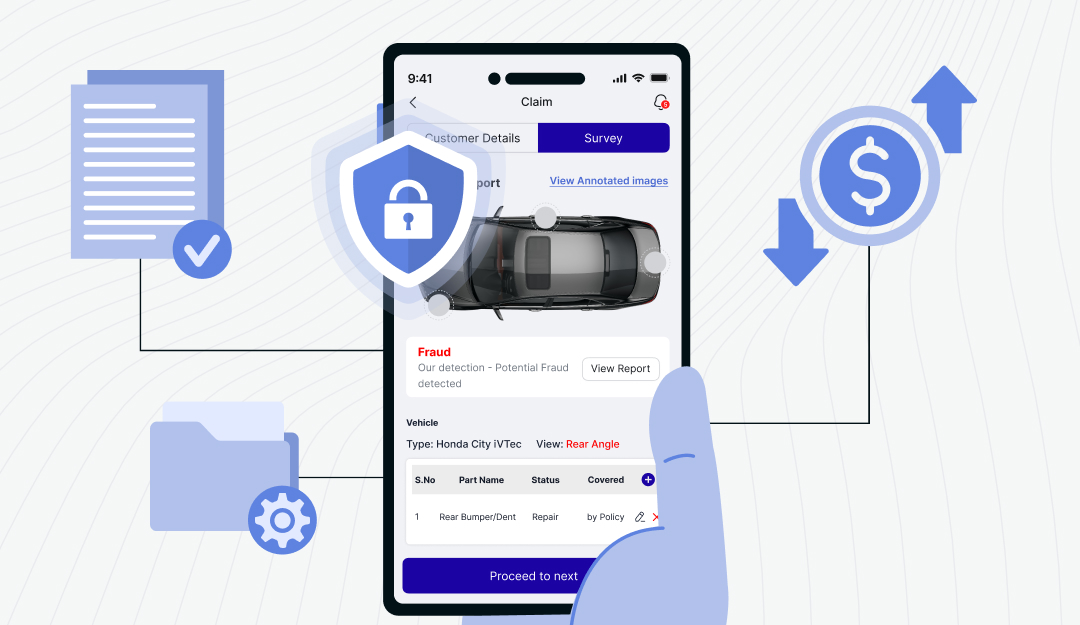 9:41
Claim
5
Customer Details
Survey
port
View Annotated images
Fraud
Our detection - Potential Fraud
detected
View Report
Vehicle
Type: Honda City iVTec View: Rear Angle
S.No Part Name Status Covered
1 Rear Bumper/Dent Repair by Policy
Proceed to next
$